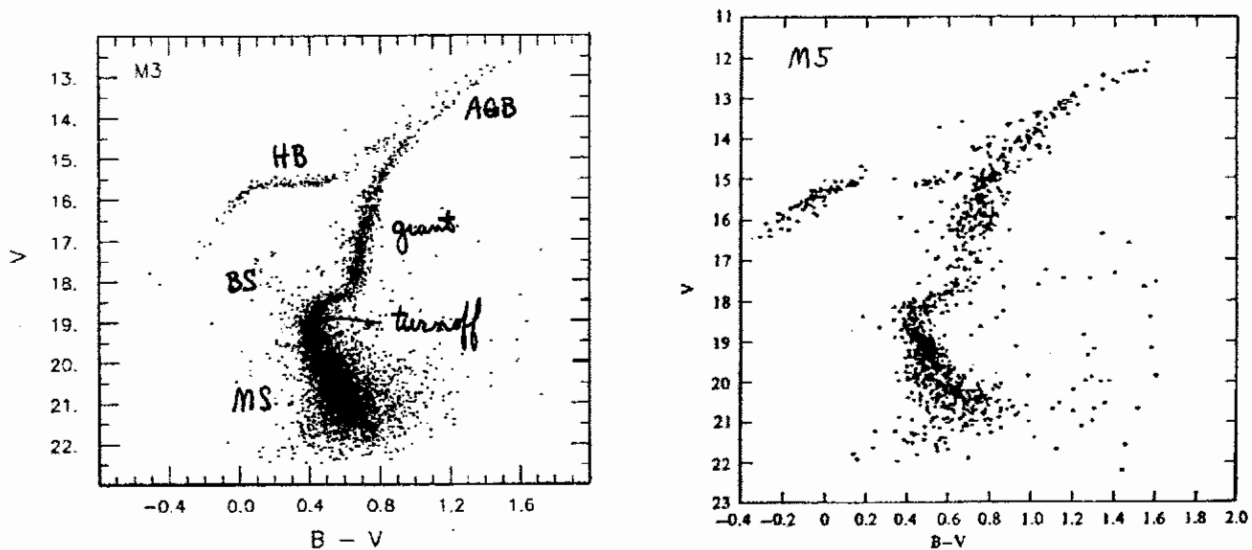 M3
AGB
HB
giant
BS
turnoff
MS
V
13.
14.
15.
16.
17.
18.
19.
20.
21.
22.
-0.4 0.0 0.4 0.8 1.2 1.6
B - V
M5
V
11
12
13
14
15
16
17
18
19
20
21
22
23
-0.4 -0.2 0 0.2 0.4 0.6 0.8 1.0 1.2 1.4 1.6 1.8 2.0
B-V